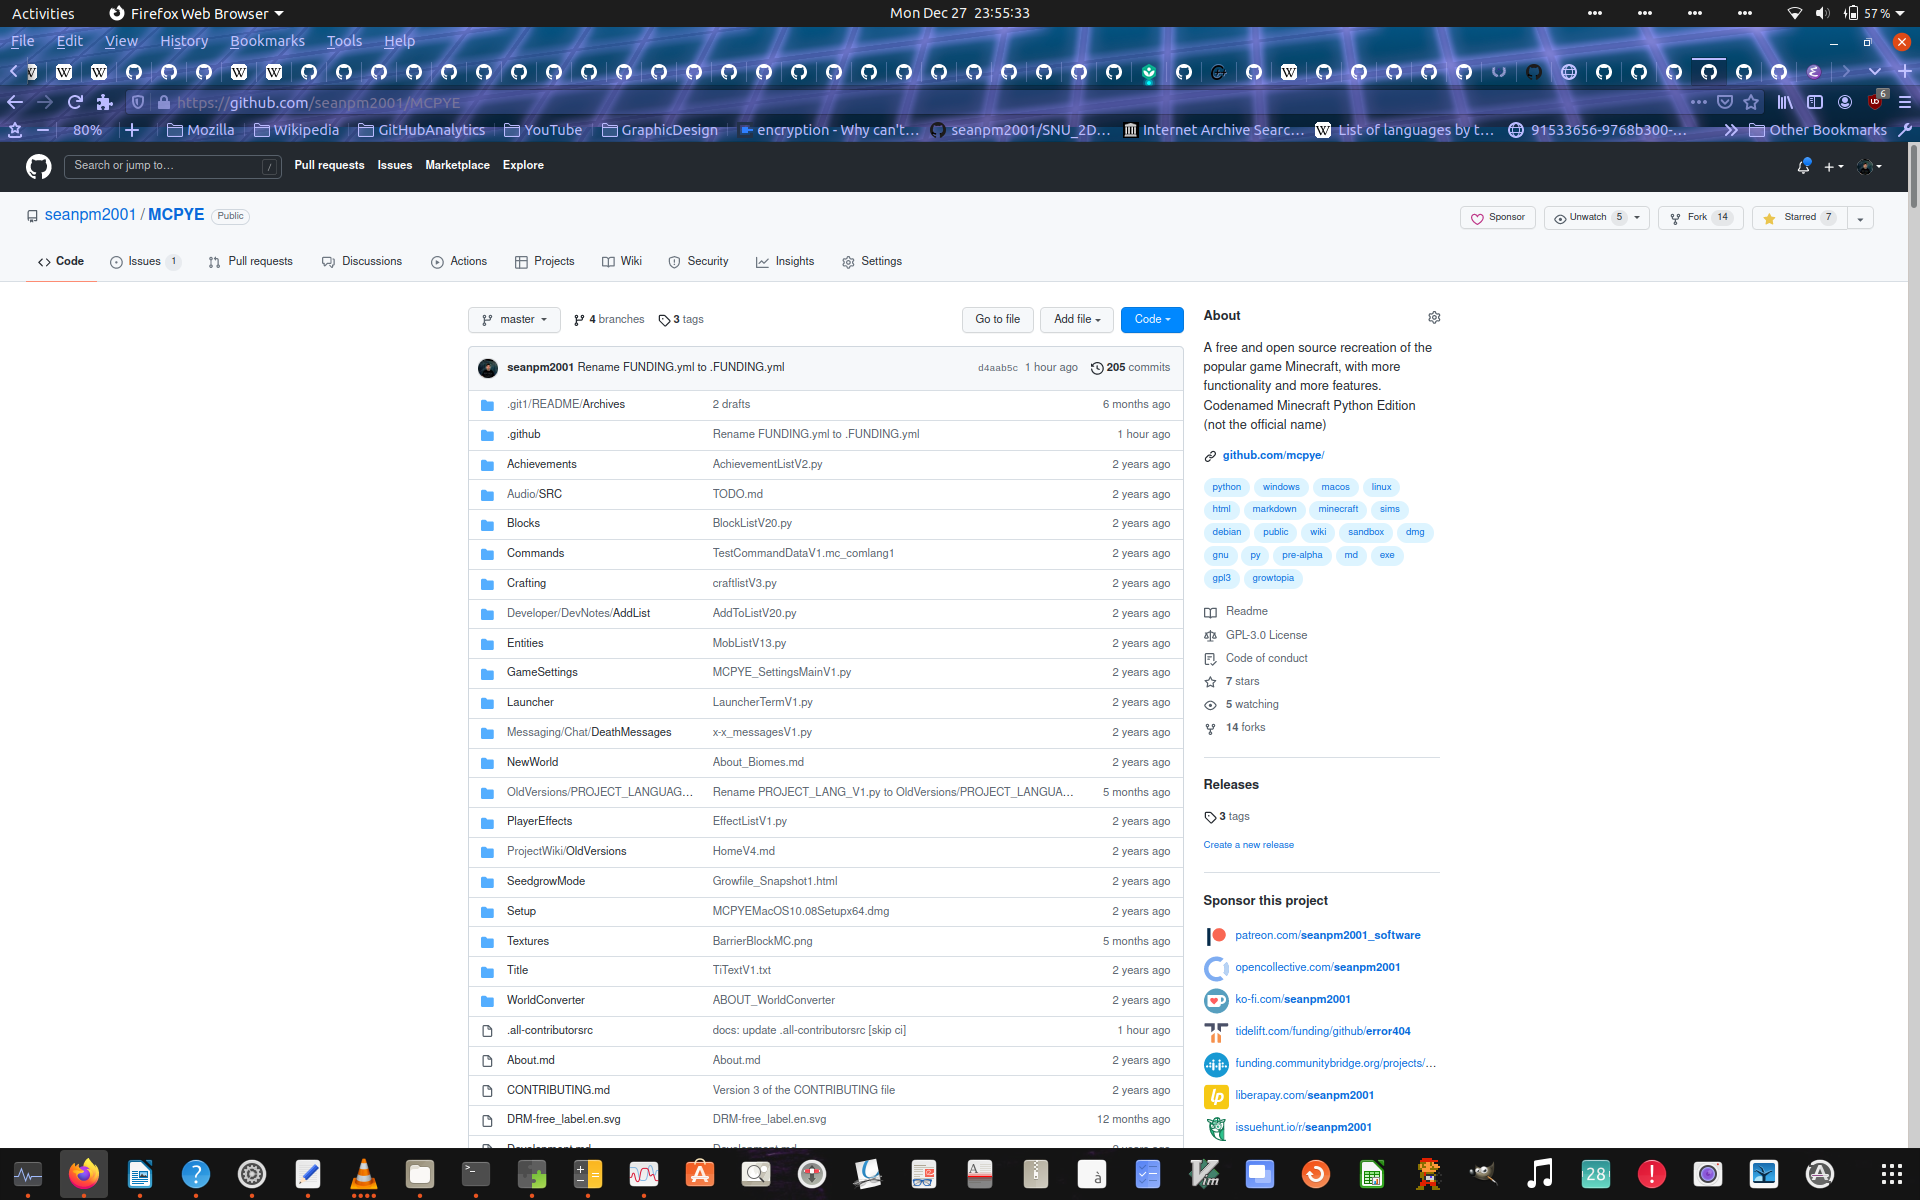 Activities Firefox Web Browser Mon Dec 27 23:55:33 57 %
File Edit View History Bookmarks Tools Help
https://github.com/seanpm2001/MCPYE 6
80% Mozilla Wikipedia GitHubAnalytics YouTube GraphicDesign encryption - Why can't... seanpm2001/SNU_2D... Internet Archive Searc... List of languages by t... 91533656-9768b300-... Other Bookmarks
Search or jump to... / Pull requests Issues Marketplace Explore
seanpm2001 / MCPYE Public Sponsor Unwatch 5 Fork 14 Starred 7
Code Issues 1 Pull requests Discussions Actions Projects Wiki Security Insights Settings
master 4 branches 3 tags Go to file Add file Code
seanpm2001 Rename FUNDING.yml to .FUNDING.yml d4aab5c 1 hour ago 205 commits
.git1/README/Archives 2 drafts 6 months ago
.github Rename FUNDING.yml to .FUNDING.yml 1 hour ago
Achievements AchievementListV2.py 2 years ago
Audio/SRC TODO.md 2 years ago
Blocks BlockListV20.py 2 years ago
Commands TestCommandDataV1.mc_comlang1 2 years ago
Crafting craftlistV3.py 2 years ago
Developer/DevNotes/AddList AddToListV20.py 2 years ago
Entities MobListV13.py 2 years ago
GameSettings MCPYE_SettingsMainV1.py 2 years ago
Launcher LauncherTermV1.py 2 years ago
Messaging/Chat/DeathMessages x-x_messagesV1.py 2 years ago
NewWorld About_Biomes.md 2 years ago
OldVersions/PROJECT_LANGUAG... Rename PROJECT_LANG_V1.py to OldVersions/PROJECT_LANGUA... 5 months ago
PlayerEffects EffectListV1.py 2 years ago
ProjectWiki/OldVersions HomeV4.md 2 years ago
SeedgrowMode Growfile_Snapshot1.html 2 years ago
Setup MCPYEMacOS10.08Setupx64.dmg 2 years ago
Textures BarrierBlockMC.png 5 months ago
Title TiTextV1.txt 2 years ago
WorldConverter ABOUT_WorldConverter 2 years ago
.all-contributorsrc docs: update .all-contributorsrc [skip ci] 1 hour ago
About.md About.md 2 years ago
CONTRIBUTING.md Version 3 of the CONTRIBUTING file 2 years ago
DRM-free_label.en.svg DRM-free_label.en.svg 12 months ago
Development.md Development.md 2 years ago
About
A free and open source recreation of the
popular game Minecraft, with more
functionality and more features.
Codenamed Minecraft Python Edition
(not the official name)
github.com/mcpye/
python windows macos linux
html markdown minecraft sims
debian public wiki sandbox dmg
gnu py pre-alpha md exe
gpl3 growtopia
Readme
GPL-3.0 License
Code of conduct
7 stars
5 watching
14 forks
Releases
3 tags
Create a new release
Sponsor this project
patreon.com/seanpm2001_software
opencollective.com/seanpm2001
ko-fi.com/seanpm2001
tidelift.com/funding/github/error404
funding.communitybridge.org/projects/...
liberapay.com/seanpm2001
issuehunt.io/r/seanpm2001
28